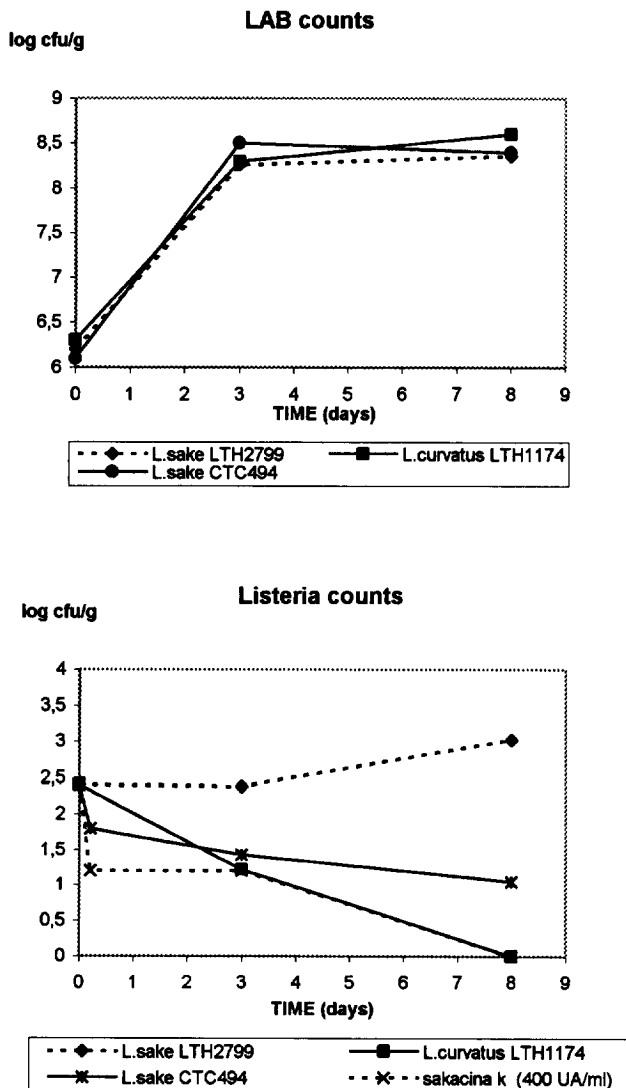 LAB counts
log cfu/g
9
8,5
8
7,5
7
6,5
6
0 1 2 3 4 5 6 7 8 9
TIME (days)
L.sake LTH2799 L.curvatus LTH1174
L.sake CTC494
Listeria counts
log cfu/g
4
3,5
3
2,5
2
1,5
1
0,5
0
0 1 2 3 4 5 6 7 8 9
TIME (days)
L.sake LTH2799 L.curvatus LTH1174
L.sake CTC494 sakacina k (400 UA/ml)